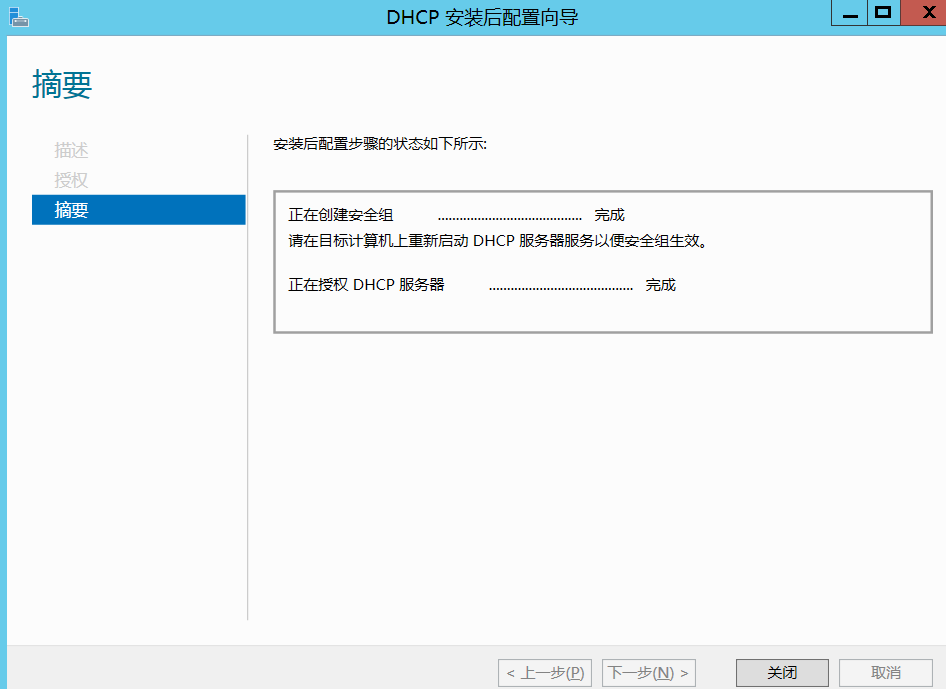 DHCP 安装后配置向导
摘要
描述
授权
摘要
安装后配置步骤的状态如下所示:
正在创建安全组 ....................................... 完成
请在目标计算机上重新启动 DHCP 服务器服务以便安全组生效。
正在授权 DHCP 服务器 ....................................... 完成
< 上一步(P)
下一步(N) >
关闭
取消